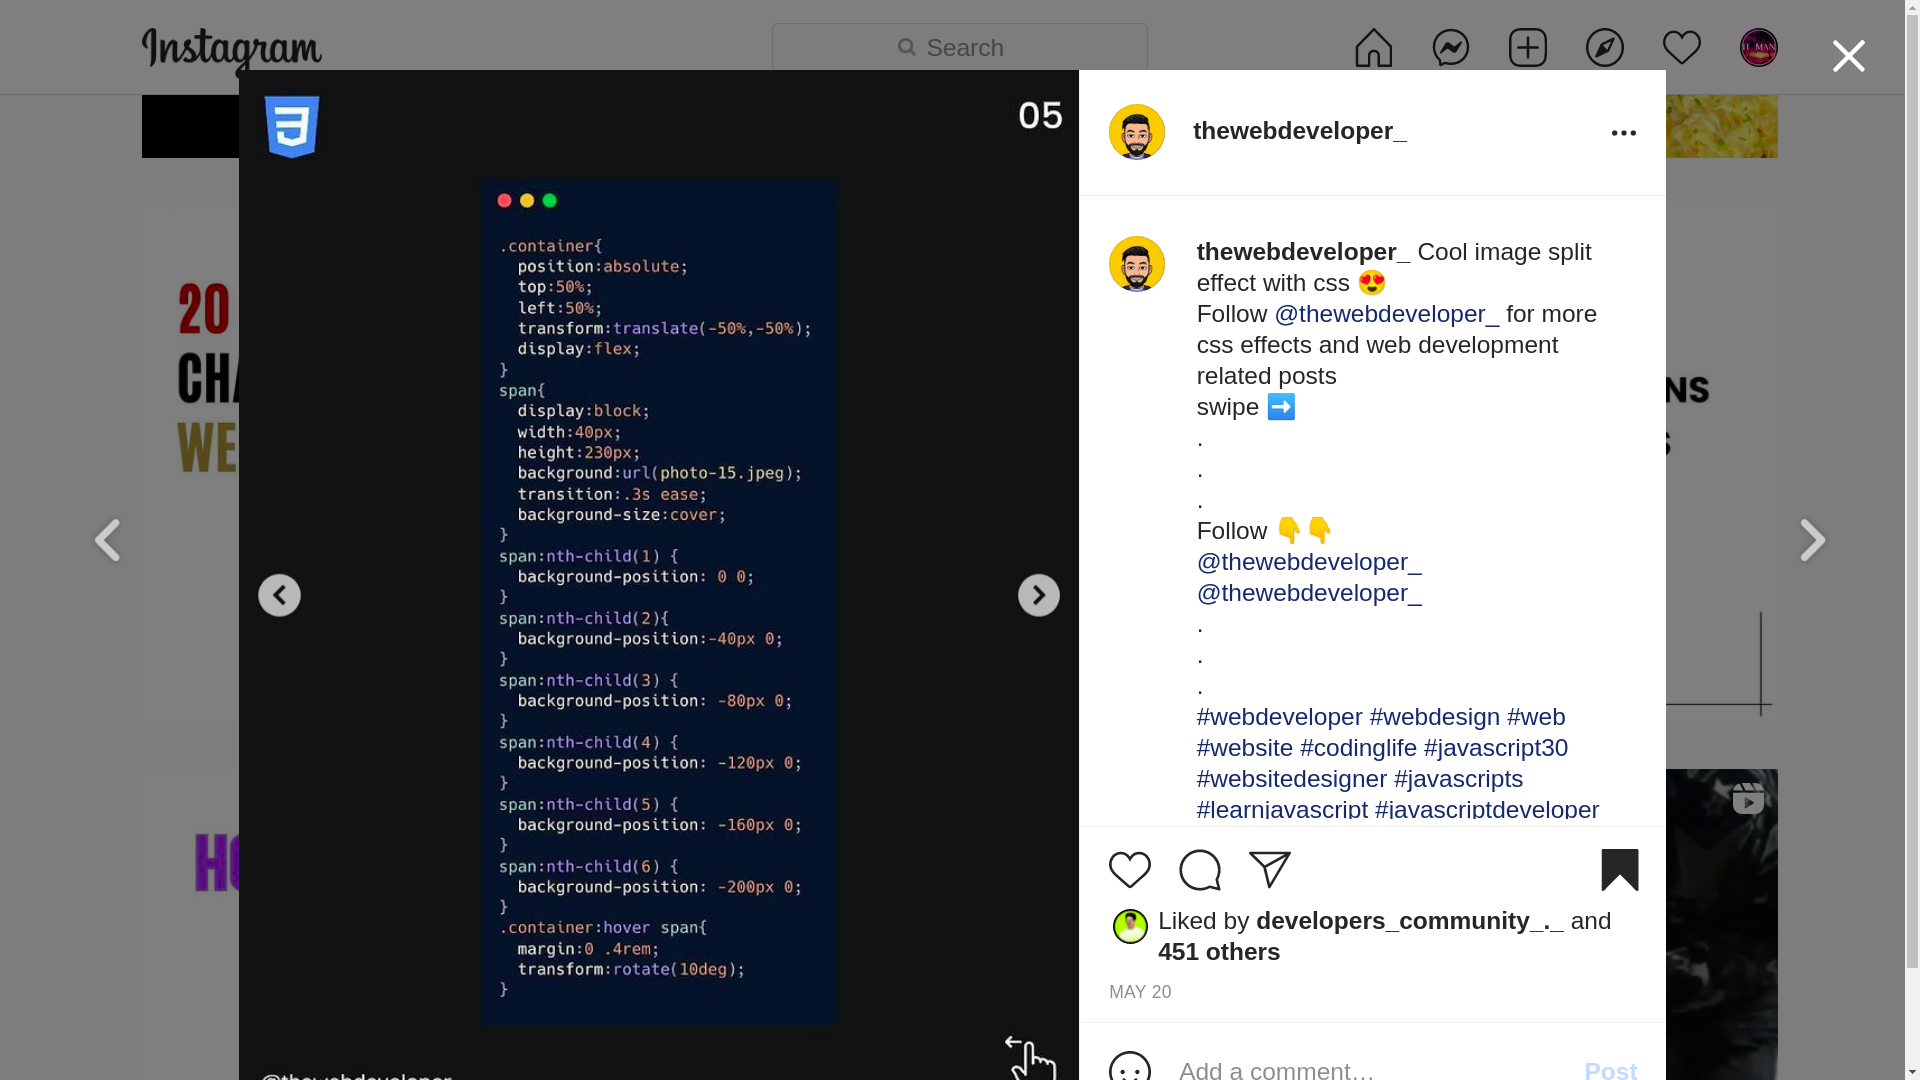 Instagram
Search
05
20
CHA
WE
HO
NS
S
.container{
position:absolute;
top:50%;
left:50%;
transform:translate(-50%,-50%);
display:flex;
}
span{
display:block;
width:40px;
height:230px;
background:url(photo-15.jpeg);
transition:.3s ease;
background-size:cover;
}
span:nth-child(1) {
background-position: 0 0;
}
span:nth-child(2){
background-position:-40px 0;
}
span:nth-child(3) {
background-position: -80px 0;
}
span:nth-child(4) {
background-position: -120px 0;
}
span:nth-child(5) {
background-position: -160px 0;
}
span:nth-child(6) {
background-position: -200px 0;
}
.container:hover span{
margin:0 .4rem;
transform:rotate(10deg);
}
@thewebdeveloper_
thewebdeveloper_
thewebdeveloper_ Cool image split
effect with css 😍
Follow @thewebdeveloper_ for more
css effects and web development
related posts
swipe ➡️
.
.
.
Follow 👇👇
@thewebdeveloper_
@thewebdeveloper_
.
.
.
#webdeveloper #webdesign #web
#website #codinglife #javascript30
#websitedesigner #javascripts
#learnjavascript #javascriptdeveloper
Liked by developers_community_._ and
451 others
MAY 20
Add a comment…
Post